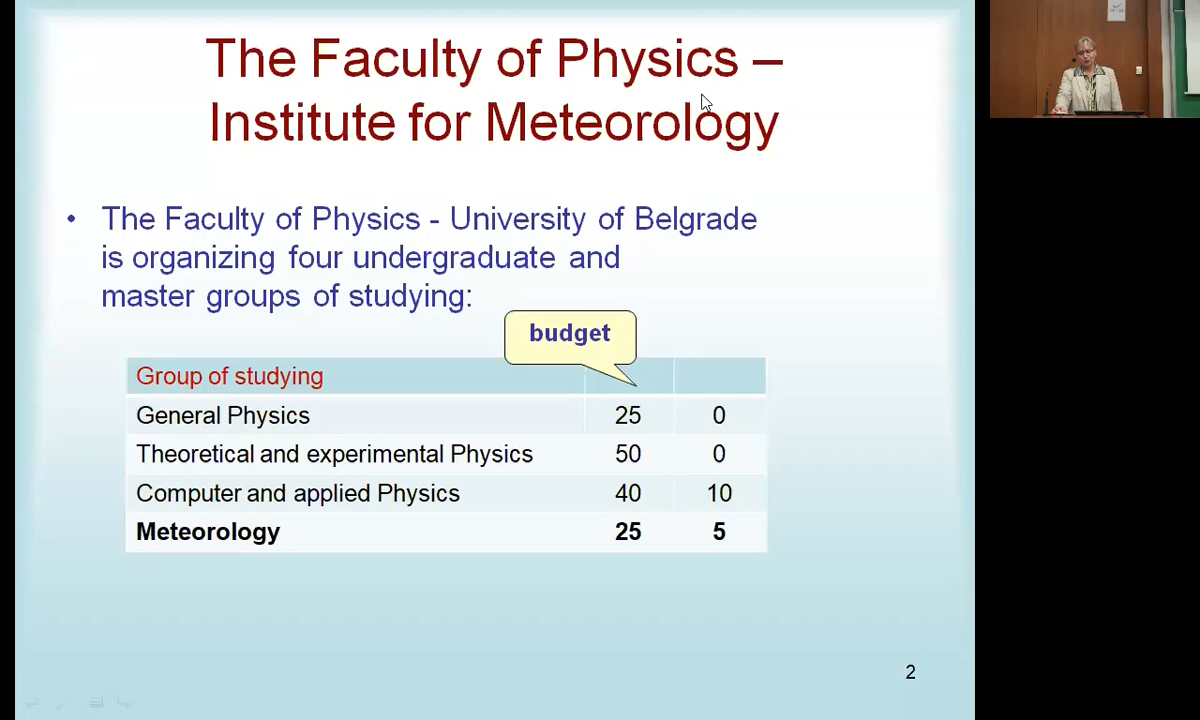 The Faculty of Physics –
Institute for Meteorology
• The Faculty of Physics - University of Belgrade
is organizing four undergraduate and
master groups of studying:
budget
Group of studying
General Physics 25 0
Theoretical and experimental Physics 50 0
Computer and applied Physics 40 10
Meteorology 25 5
2